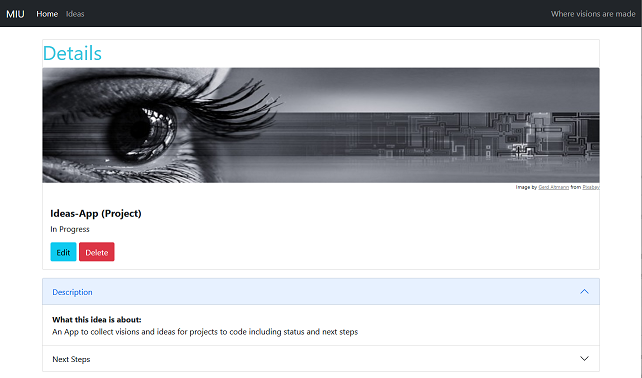 MIU Home Ideas Where visions are made
Details
Image by Gerd Altmann from Pixabay
Ideas-App (Project)
In Progress
Edit Delete
Description
What this idea is about:
An App to collect visions and ideas for projects to code including status and next steps
Next Steps